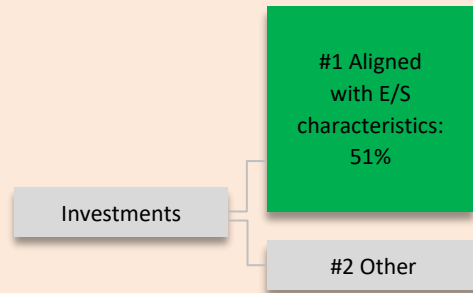 #1 Aligned
with E/S
characteristics:
51%
Investments
#2 Other